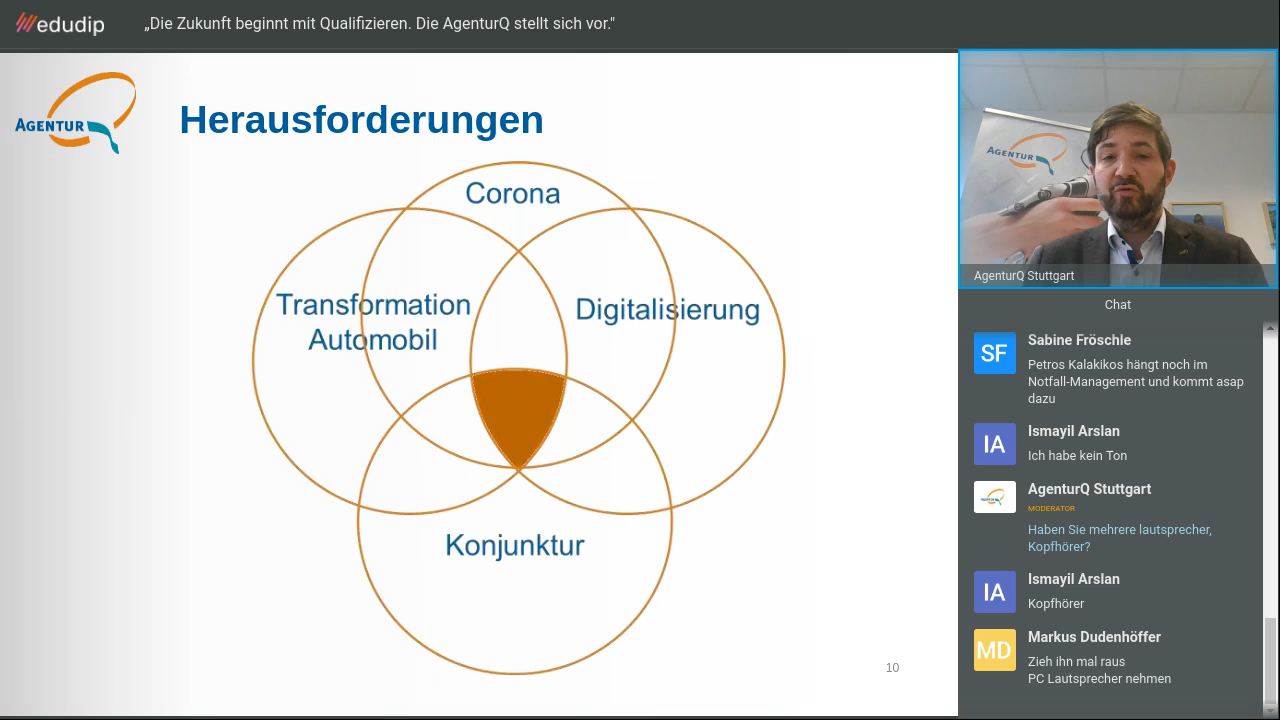 edudip
„Die Zukunft beginnt mit Qualifizieren. Die AgenturQ stellt sich vor."
AGENTUR
Herausforderungen
Corona
Transformation
Automobil
Digitalisierung
Konjunktur
10
AGENTUR
AgenturQ Stuttgart
Chat
SF
Sabine Fröschle
Petros Kalakikos hängt noch im
Notfall-Management und kommt asap
dazu
IA
Ismayil Arslan
Ich habe kein Ton
AgenturQ Stuttgart
MODERATOR
Haben Sie mehrere lautsprecher,
Kopfhörer?
IA
Ismayil Arslan
Kopfhörer
MD
Markus Dudenhöffer
Zieh ihn mal raus
PC Lautsprecher nehmen